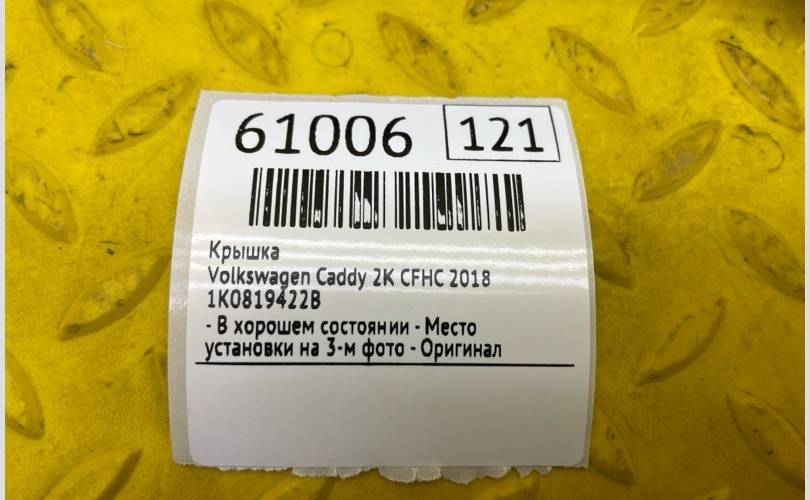 61006 121
Крышка
Volkswagen Caddy 2K CFHC 2018
1K0819422B
- В хорошем состоянии - Место
установки на 3-м фото - Оригинал